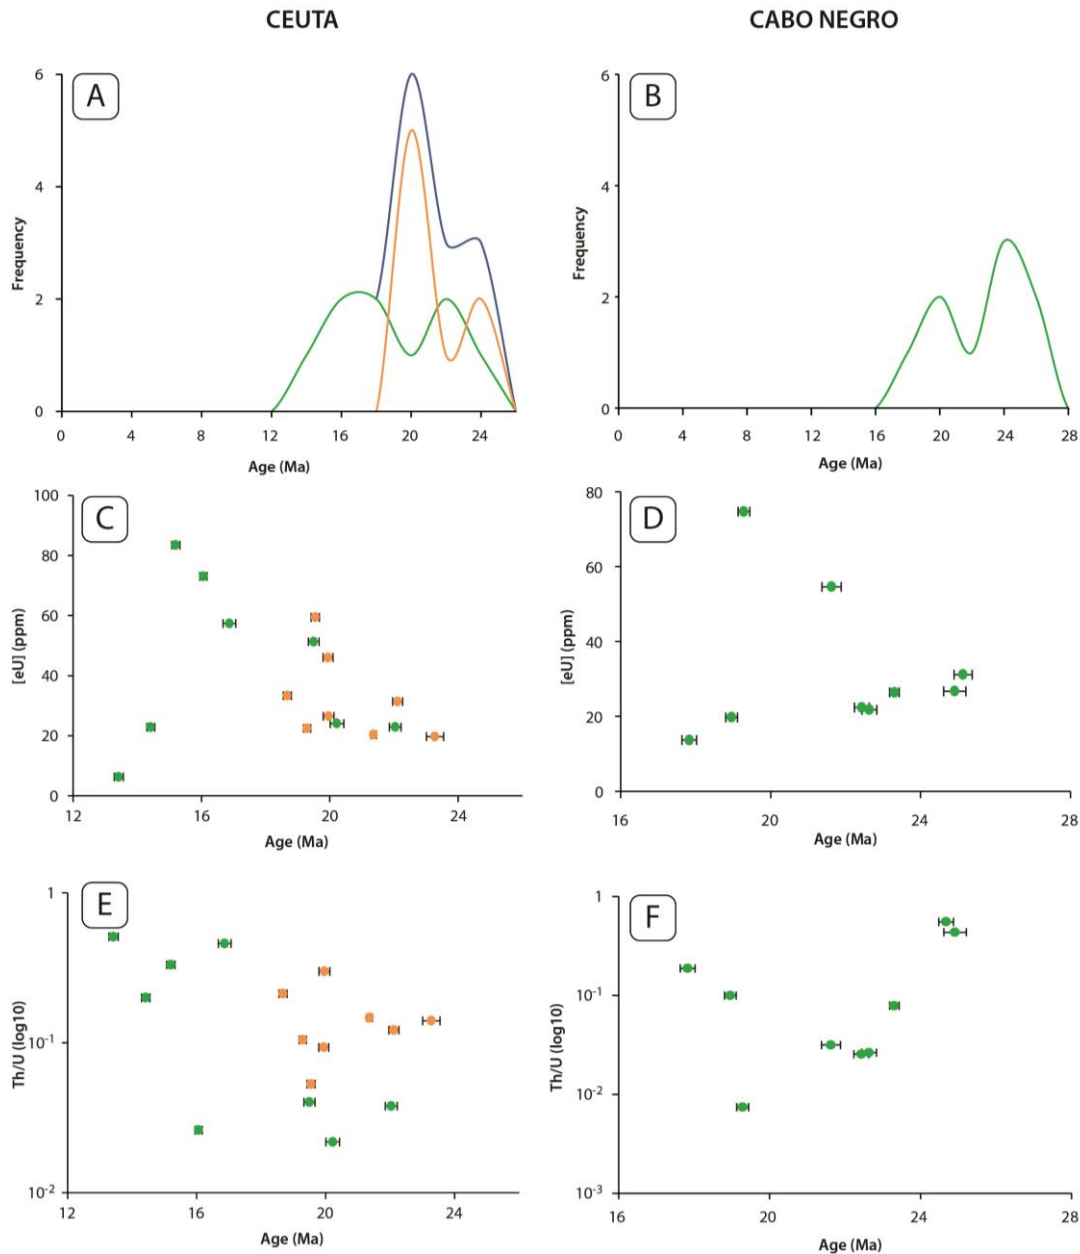 CEUTA
CABO NEGRO
A
6
4
2
0
Frequency
0 4 8 12 16 20 24
Age (Ma)
B
6
4
2
0
Frequency
0 4 8 12 16 20 24 28
Age (Ma)
C
100
80
60
40
20
0
[eU] (ppm)
12 16 20 24
Age (Ma)
D
80
60
40
20
0
[eU] (ppm)
16 20 24 28
Age (Ma)
E
1
10-1
10-2
Th/U (log10)
12 16 20 24
Age (Ma)
F
1
10-1
10-2
10-3
Th/U (log10)
16 20 24 28
Age (Ma)